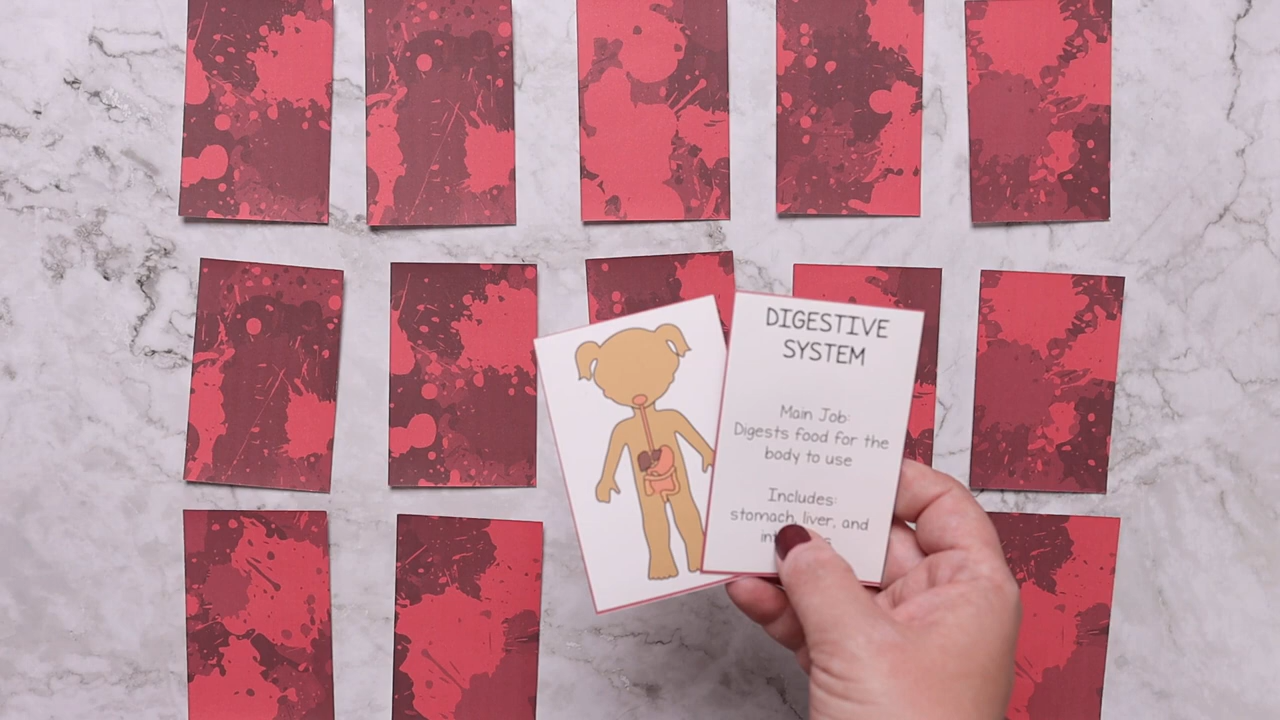 DIGESTIVE
SYSTEM
Main Job:
Digests food for the
body to use
Includes:
stomach, liver, and